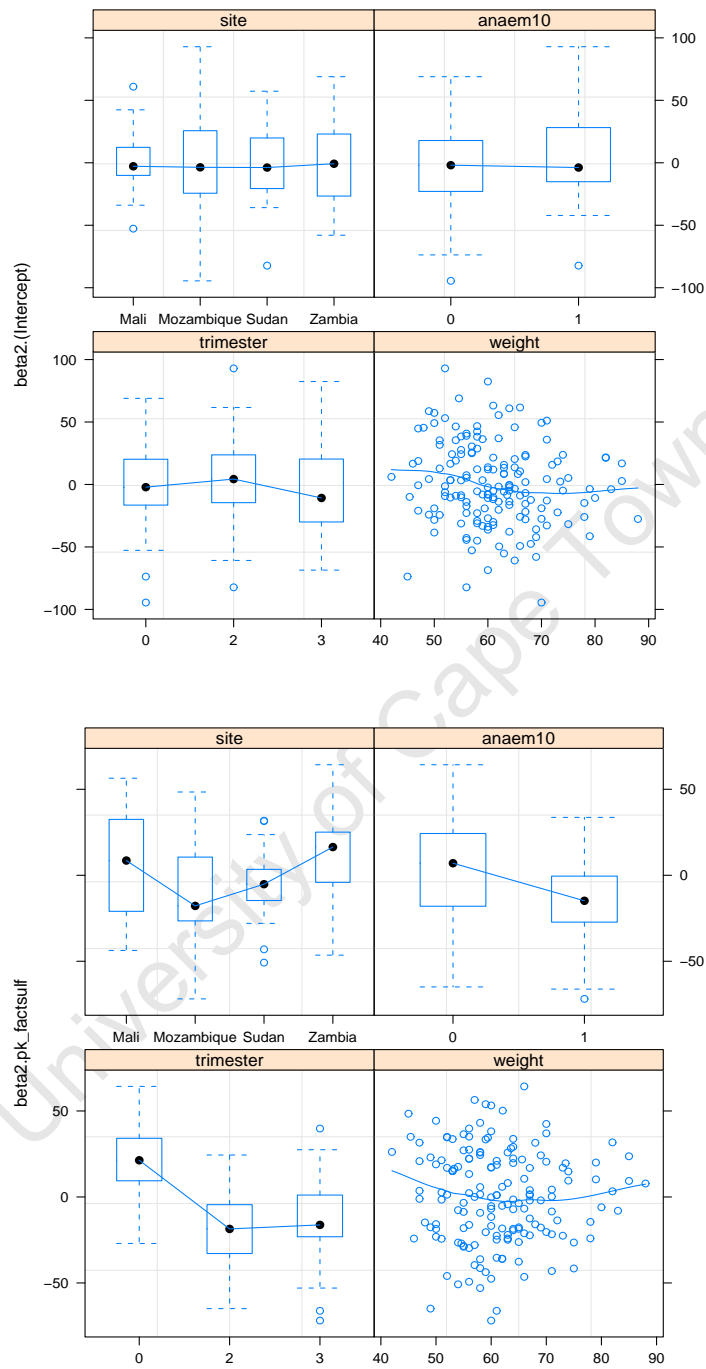 site anaem10
100
50
0
−50
−100
Mali Mozambique Sudan Zambia 0 1
trimester weight
100
50
0
−50
−100
0 2 3 40 50 60 70 80 90
beta2.(Intercept)
site anaem10
50
0
−50
Mali Mozambique Sudan Zambia 0 1
trimester weight
50
0
−50
0 2 3 40 50 60 70 80 90
beta2.pk_factsulf
University of Cape Town